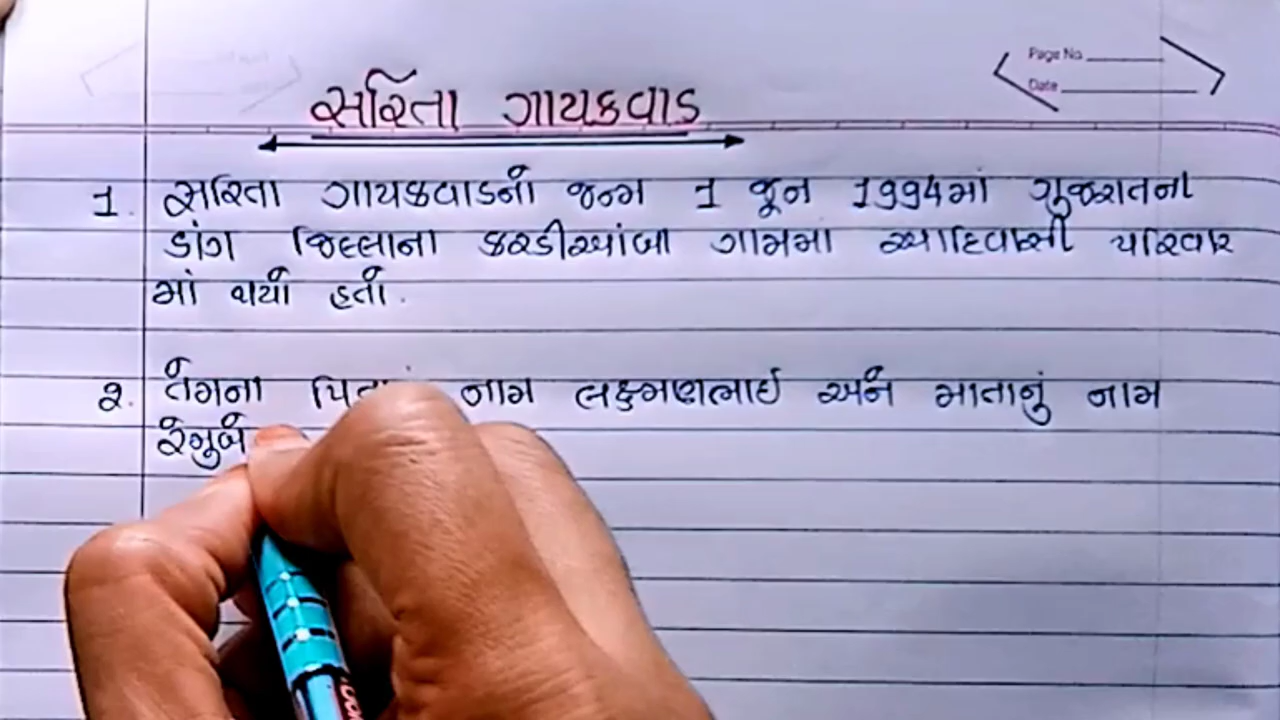 સરિતા ગાયકવાડ
Page No
Date
1. સરિતા ગાયકવાડનો જન્મ 1 જૂન 1994માં ગુજરાતના
ડાંગ જિલ્લાના કરડીઆંબા ગામમાં આદિવાસી પરિવાર
માં થયો હતો.
2. તેમના નામ લક્ષ્મણભાઈ અને માતાનું નામ